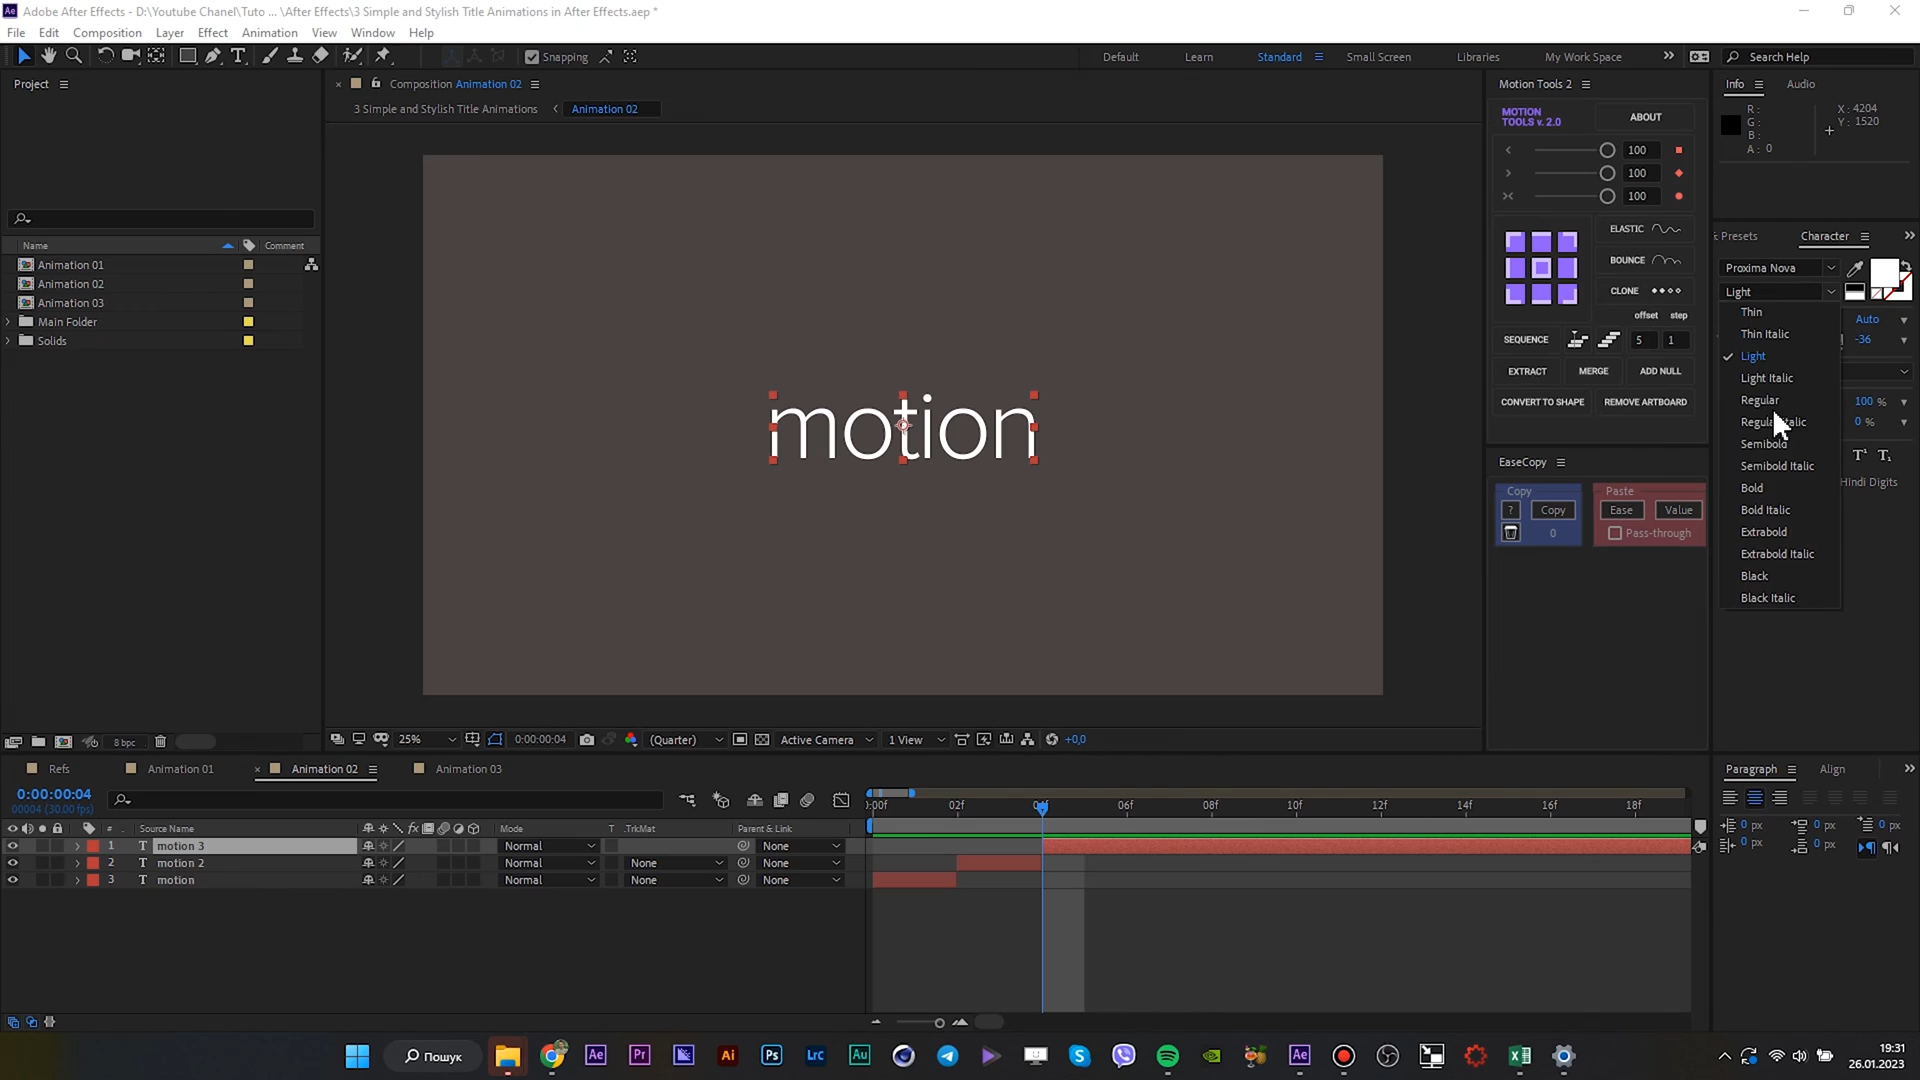 Adobe After Effects - D:\Youtube Chanel\Tuto ... \After Effects\3 Simple and Stylish Title Animations in After Effects.aep *
File Edit Composition Layer Effect Animation View Window Help
Snapping Default Learn Standard Small Screen Libraries My Work Space Search Help
Project
Composition Animation 02
Motion Tools 2
Info Audio
3 Simple and Stylish Title Animations Animation 02
MOTION TOOLS v. 2.0
ABOUT
R :
G :
B :
A : 0
X : 4204
Y : 1520
100
100
100
Name Comment
Animation 01
Animation 02
Animation 03
Main Folder
Solids
ELASTIC
BOUNCE
CLONE
offset step
SEQUENCE 5 1
EXTRACT MERGE ADD NULL
CONVERT TO SHAPE REMOVE ARTBOARD
Presets Character
Proxima Nova
Light
Thin
Thin Italic
Light
Light Italic
Regular
Semibold
Semibold Italic
Bold
Bold Italic
Extrabold
Extrabold Italic
Black
Black Italic
Auto
-36
100 %
0 %
Hindi Digits
motion
EaseCopy
Copy Paste
? Copy Ease Value
0 Pass-through
8 bpc
25% 0:00:00:04 (Quarter) Active Camera 1 View +0,0
Refs Animation 01 Animation 02 Animation 03
0:00:00:04
00004 (30.00 fps)
02f 06f 08f 10f 12f 14f 16f 18f
# Source Name Mode T .TrkMat Parent & Link
1 T motion 3 Normal None
2 T motion 2 Normal None None
3 T motion Normal None None
Paragraph Align
0 px 0 px 0 px
0 px 0 px
Пошук
19:31
26.01.2023